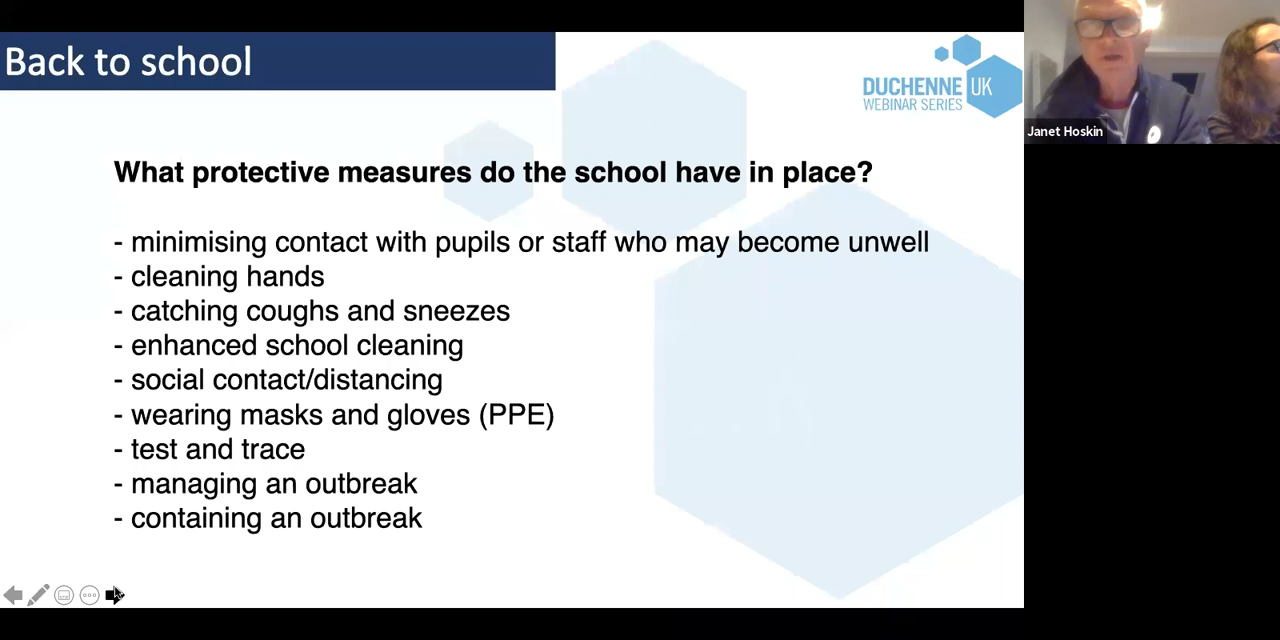 Back to school
DUCHENNE UK
WEBINAR SERIES
Janet Hoskin
What protective measures do the school have in place?
- minimising contact with pupils or staff who may become unwell
- cleaning hands
- catching coughs and sneezes
- enhanced school cleaning
- social contact/distancing
- wearing masks and gloves (PPE)
- test and trace
- managing an outbreak
- containing an outbreak